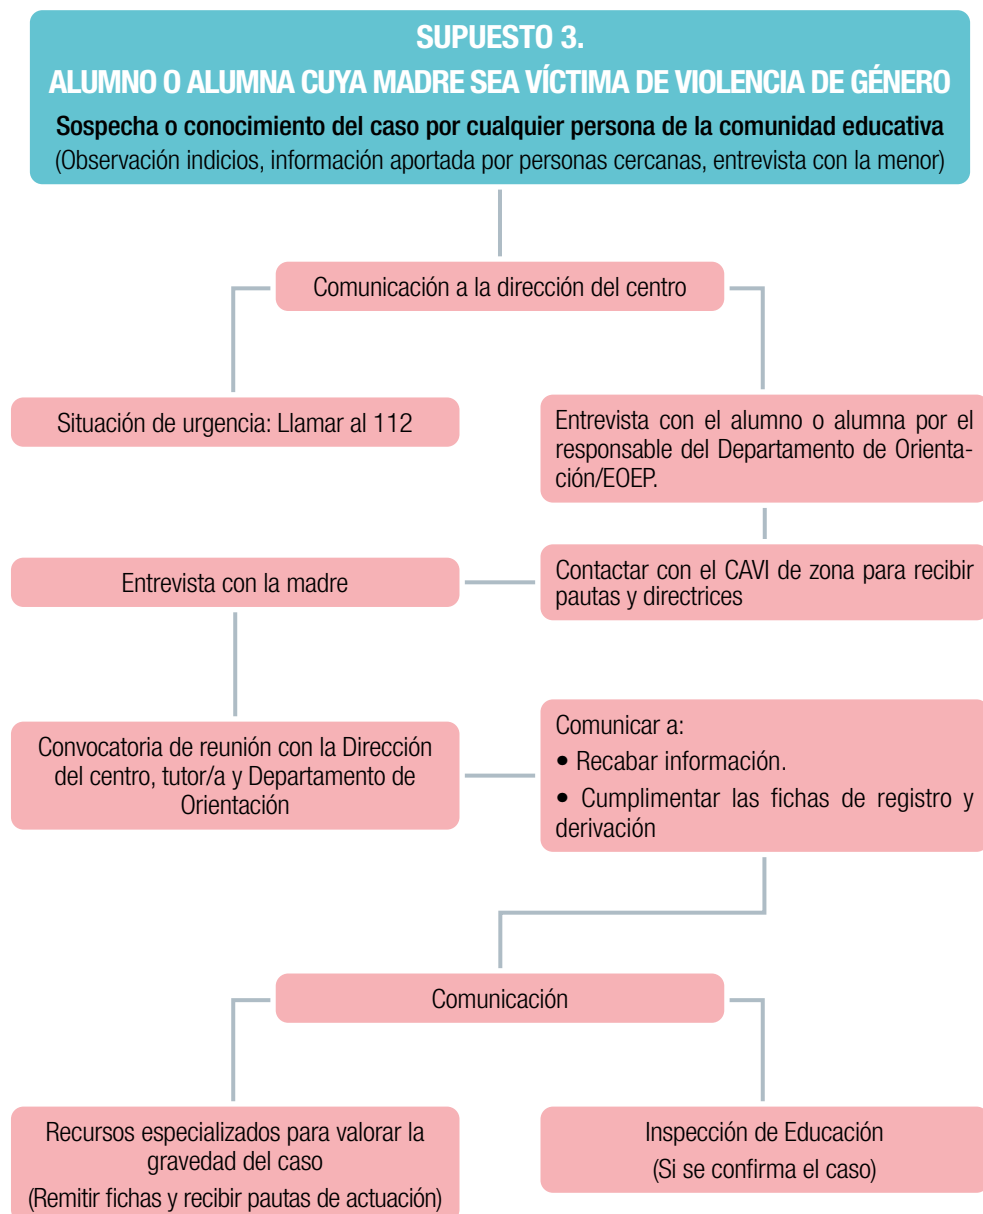 SUPUESTO 3.
ALUMNO O ALUMNA CUYA MADRE SEA VÍCTIMA DE VIOLENCIA DE GÉNERO
Sospecha o conocimiento del caso por cualquier persona de la comunidad educativa
(Observación indicios, información aportada por personas cercanas, entrevista con la menor)
Comunicación a la dirección del centro
Situación de urgencia: Llamar al 112
Entrevista con el alumno o alumna por el
responsable del Departamento de Orienta-
ción/EOEP.
Contactar con el CAVI de zona para recibir
pautas y directrices
Entrevista con la madre
Convocatoria de reunión con la Dirección
del centro, tutor/a y Departamento de
Orientación
Comunicar a:
• Recabar información.
• Cumplimentar las fichas de registro y
derivación
Comunicación
Recursos especializados para valorar la
gravedad del caso
(Remitir fichas y recibir pautas de actuación)
Inspección de Educación
(Si se confirma el caso)